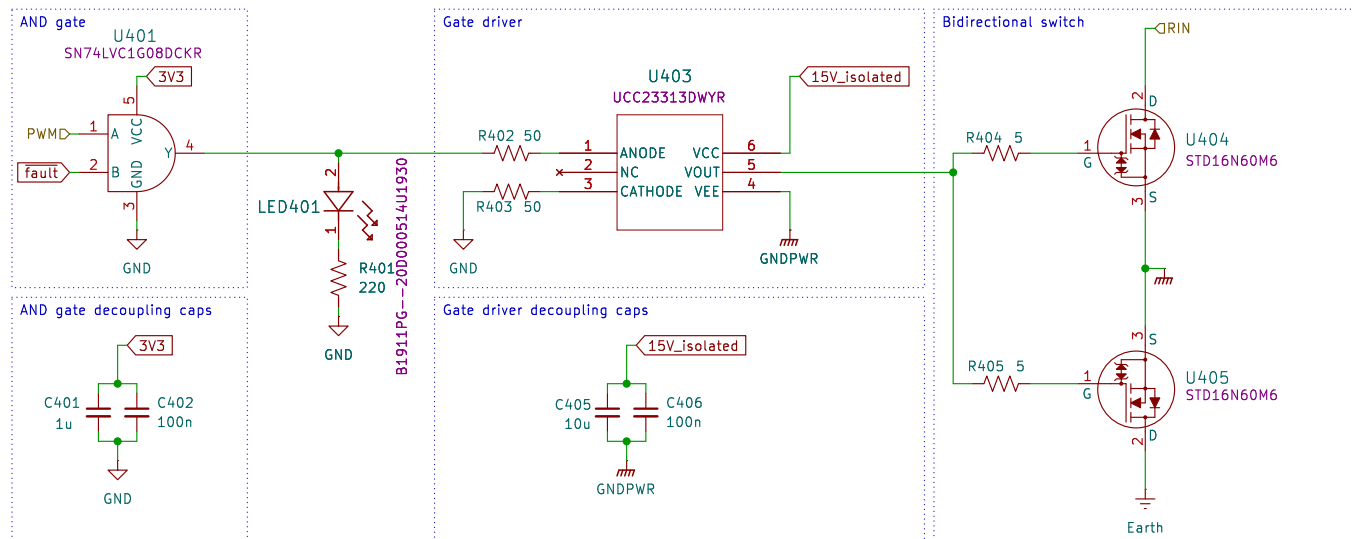 AND gate
U401
SN74LVC1G08DCKR
3V3
5
PWM
1
A
VCC
Y
4
fault
2
B
GND
3
GND
2
LED401
1
B1911PG--20D000514U1930
R401
220
GND
Gate driver
U403
UCC23313DWYR
15V_isolated
R402 50
1
ANODE
VCC
6
2
NC
VOUT
5
3
CATHODE
VEE
4
R403 50
GND
GNDPWR
Bidirectional switch
RIN
2
D
R404 5
1
G
U404
STD16N60M6
3
S
3
S
R405 5
1
G
U405
STD16N60M6
2
D
Earth
AND gate decoupling caps
3V3
C401
1u
C402
100n
GND
Gate driver decoupling caps
15V_isolated
C405
10u
C406
100n
GNDPWR